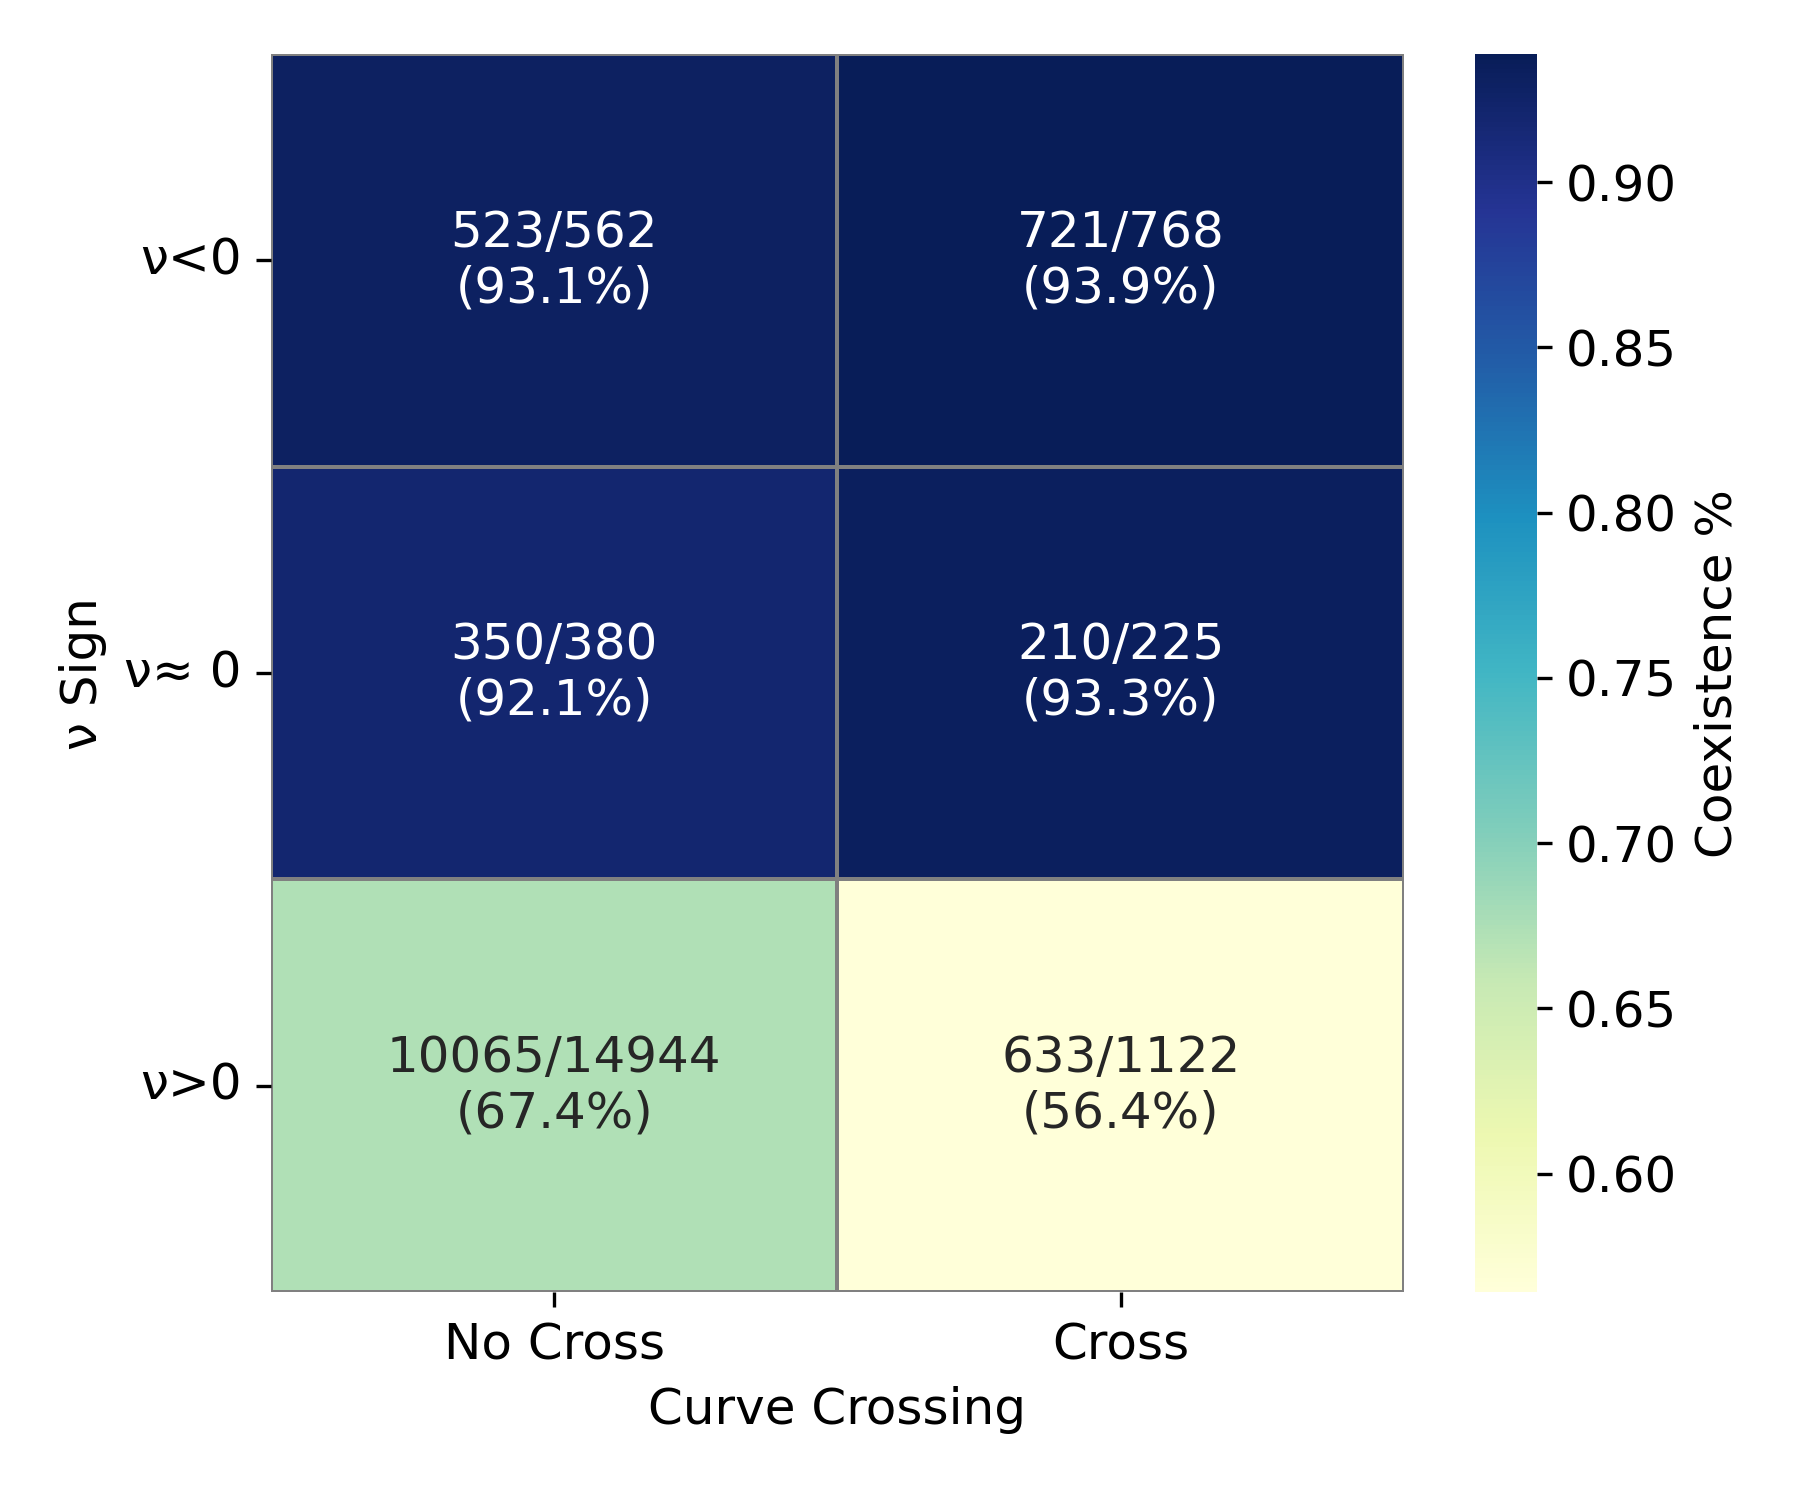 523/562
(93.1%)
721/768
(93.9%)
350/380
(92.1%)
210/225
(93.3%)
10065/14944
(67.4%)
633/1122
(56.4%)
ν<0
ν≈ 0
ν>0
ν Sign
No Cross
Cross
Curve Crossing
0.90
0.85
0.80
0.75
0.70
0.65
0.60
Coexistence %